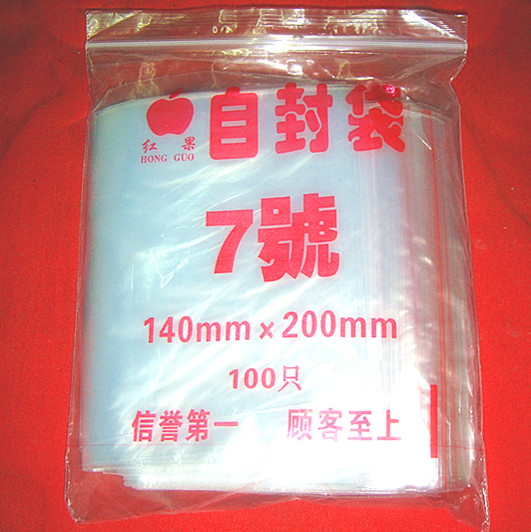 自封袋
红果
HONG GUO
7號
140mm×200mm
100只
信誉第一 顾客至上